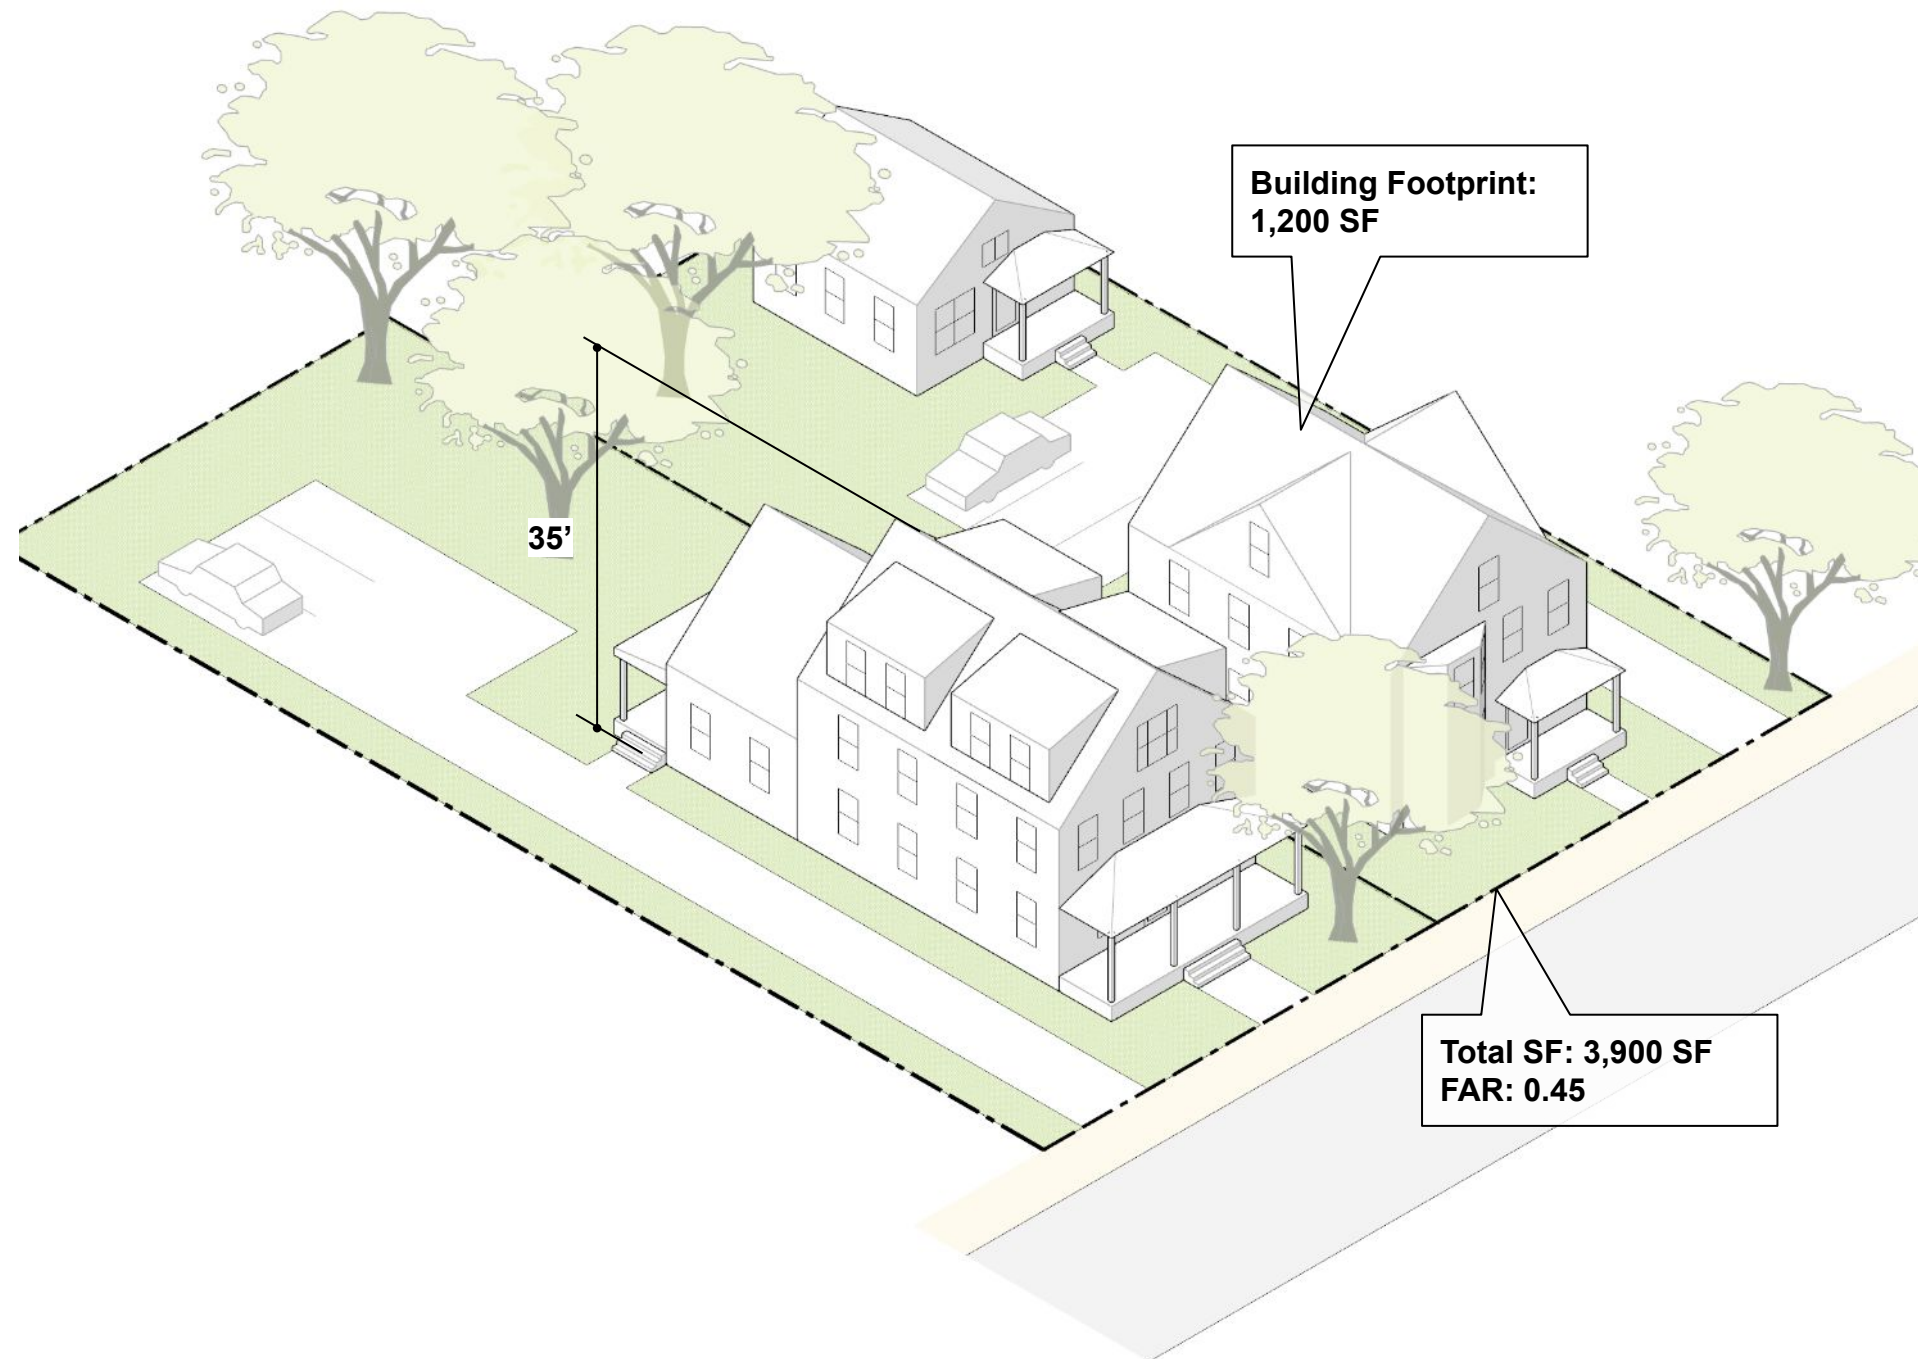 Building Footprint:
1,200 SF
35’
Total SF: 3,900 SF
FAR: 0.45